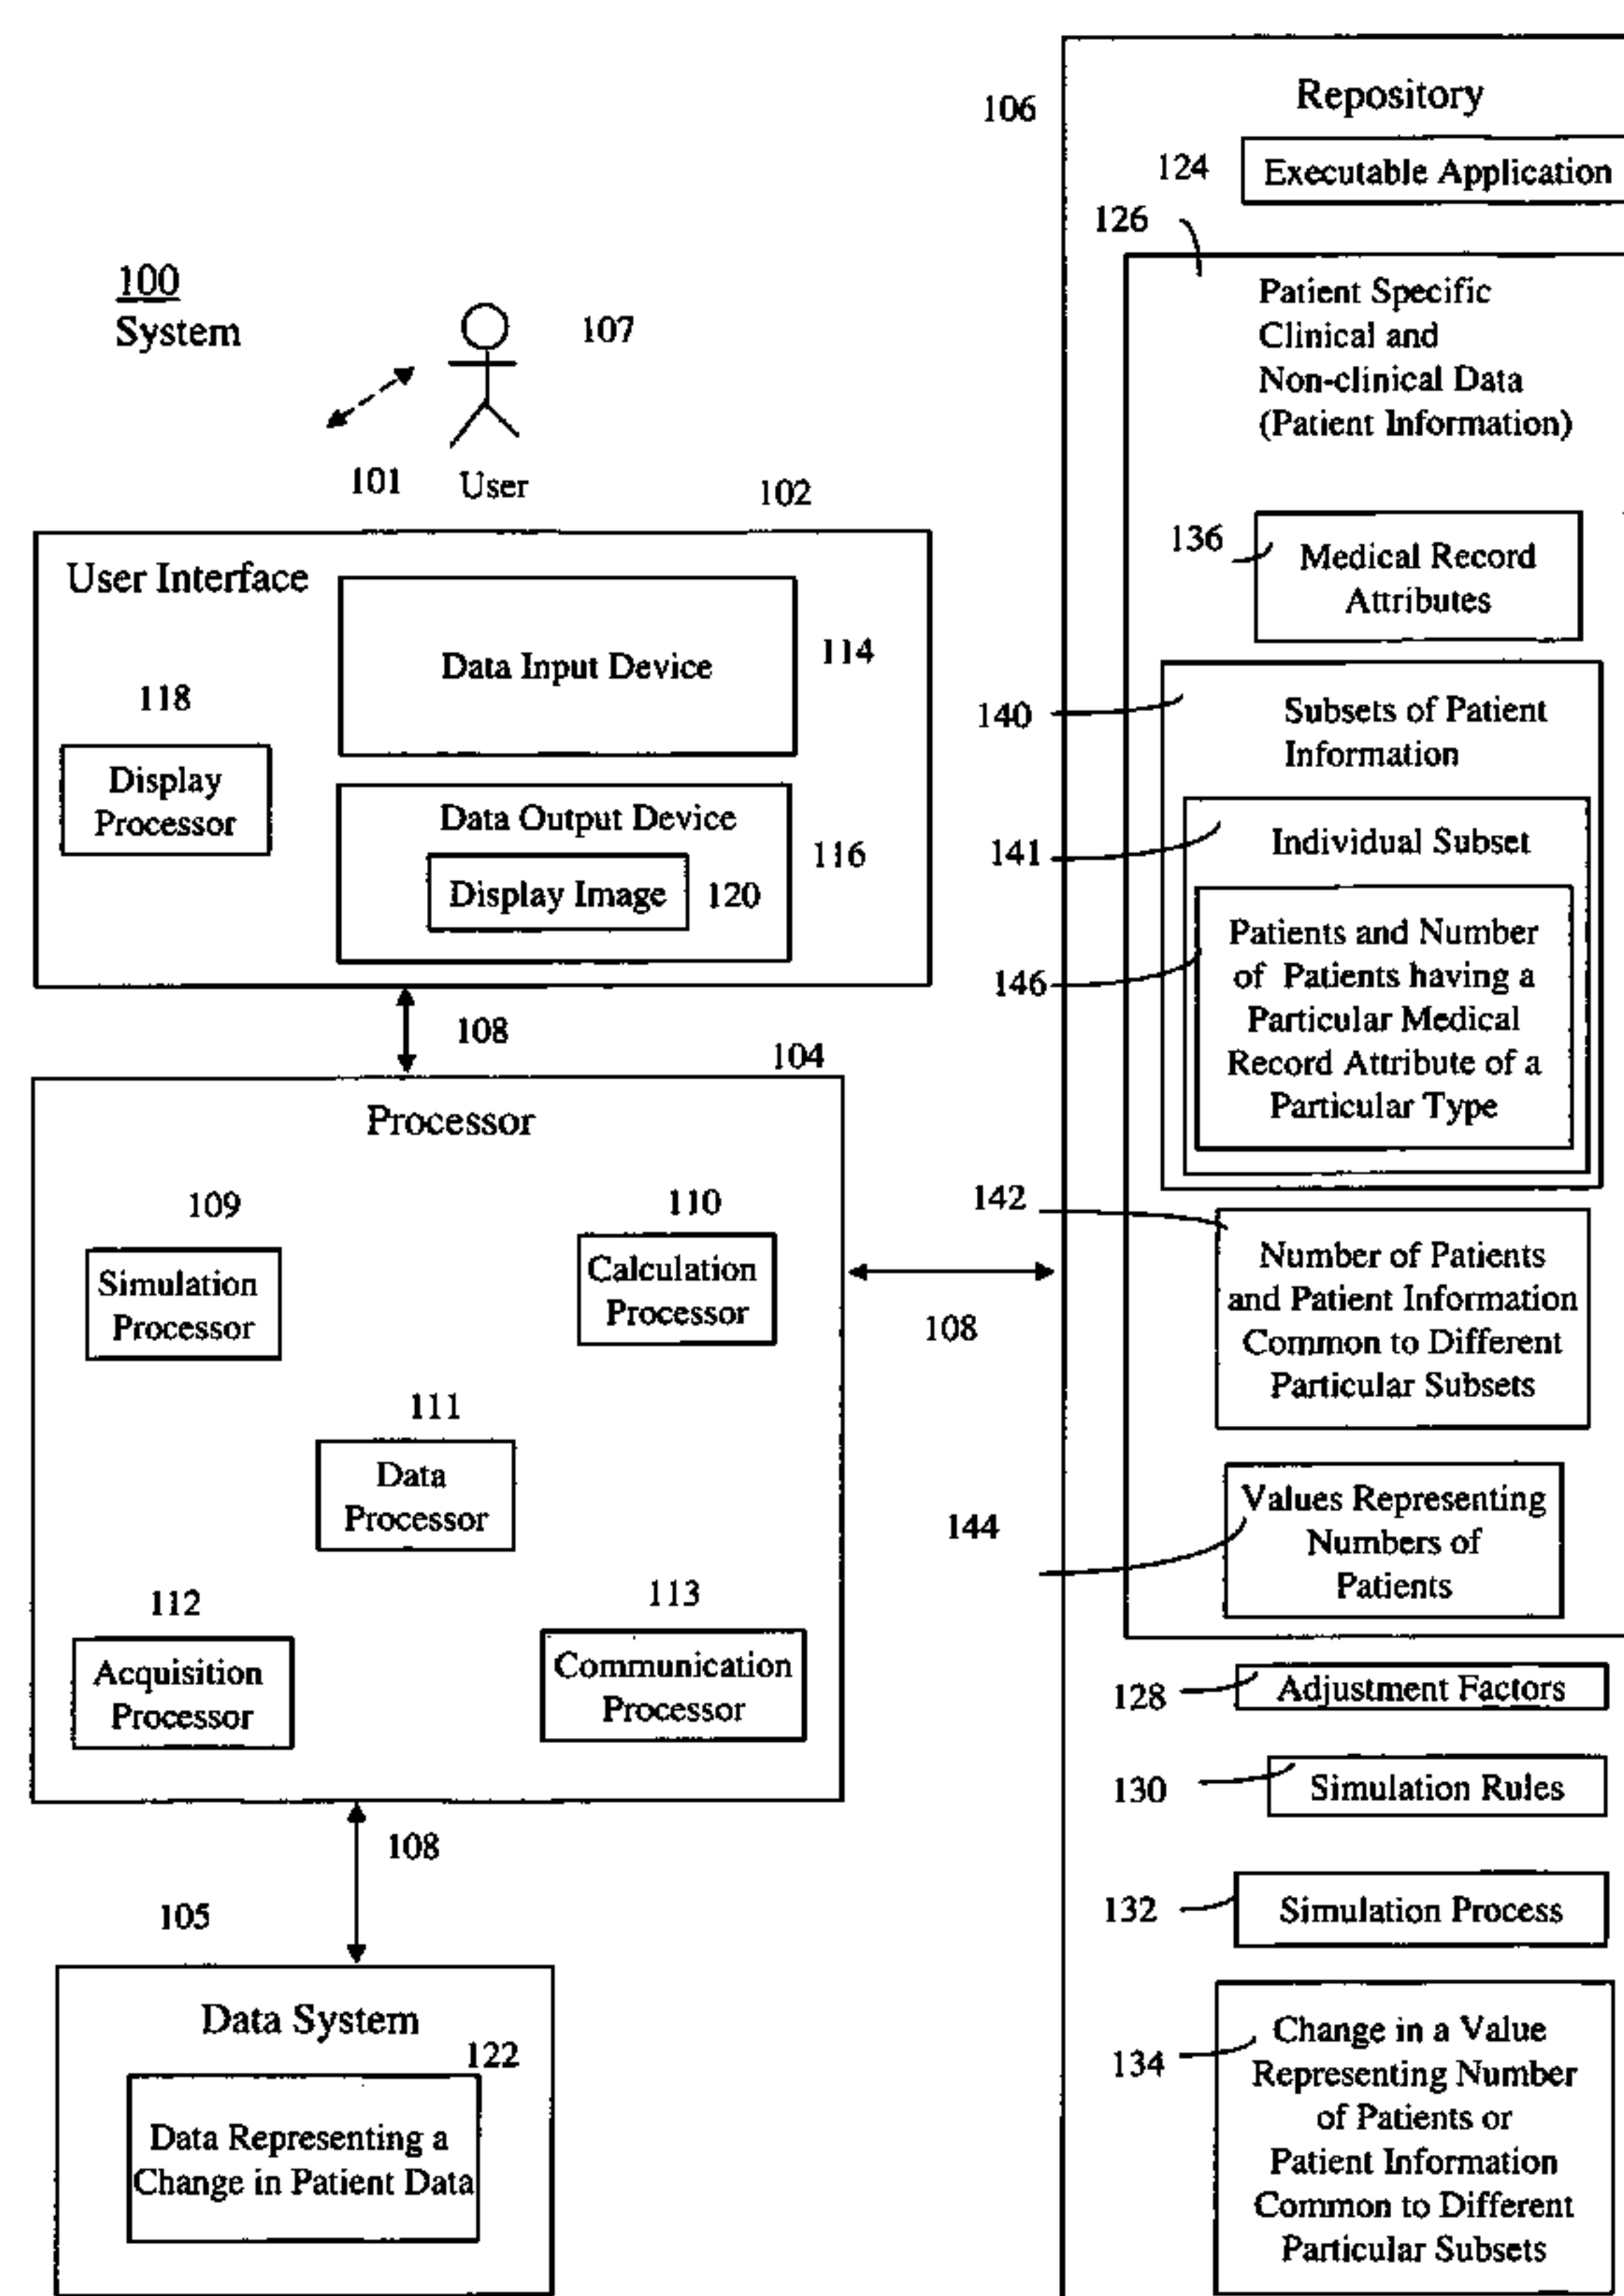 100
System
107
101
User
102
User Interface
Data Input Device
114
118
Display
Processor
Data Output Device
116
Display Image
120
108
104
Processor
109
Simulation
Processor
110
Calculation
Processor
111
Data
Processor
112
Acquisition
Processor
113
Communication
Processor
108
108
105
Data System
122
Data Representing a
Change in Patient Data
106
Repository
124
Executable Application
126
Patient Specific
Clinical and
Non-clinical Data
(Patient Information)
136
Medical Record
Attributes
140
Subsets of Patient
Information
141
Individual Subset
146
Patients and Number
of Patients having a
Particular Medical
Record Attribute of a
Particular Type
142
Number of Patients
and Patient Information
Common to Different
Particular Subsets
144
Values Representing
Numbers of
Patients
128
Adjustment Factors
130
Simulation Rules
132
Simulation Process
134
Change in a Value
Representing Number
of Patients or
Patient Information
Common to Different
Particular Subsets